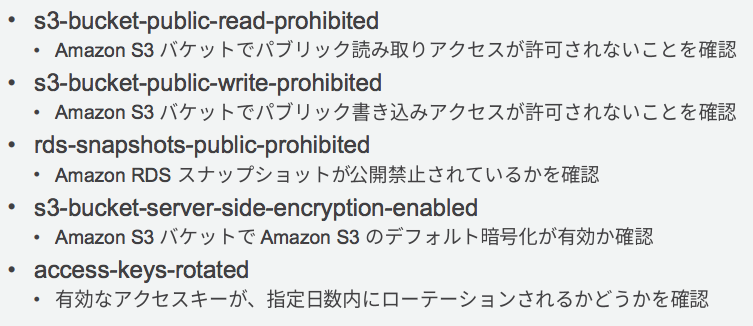 • s3-bucket-public-read-prohibited
• Amazon S3 バケットでパブリック読み取りアクセスが許可されないことを確認
• s3-bucket-public-write-prohibited
• Amazon S3 バケットでパブリック書き込みアクセスが許可されないことを確認
• rds-snapshots-public-prohibited
• Amazon RDS スナップショットが公開禁止されているかを確認
• s3-bucket-server-side-encryption-enabled
• Amazon S3 バケットで Amazon S3 のデフォルト暗号化が有効か確認
• access-keys-rotated
• 有効なアクセスキーが、指定日数内にローテーションされるかどうかを確認